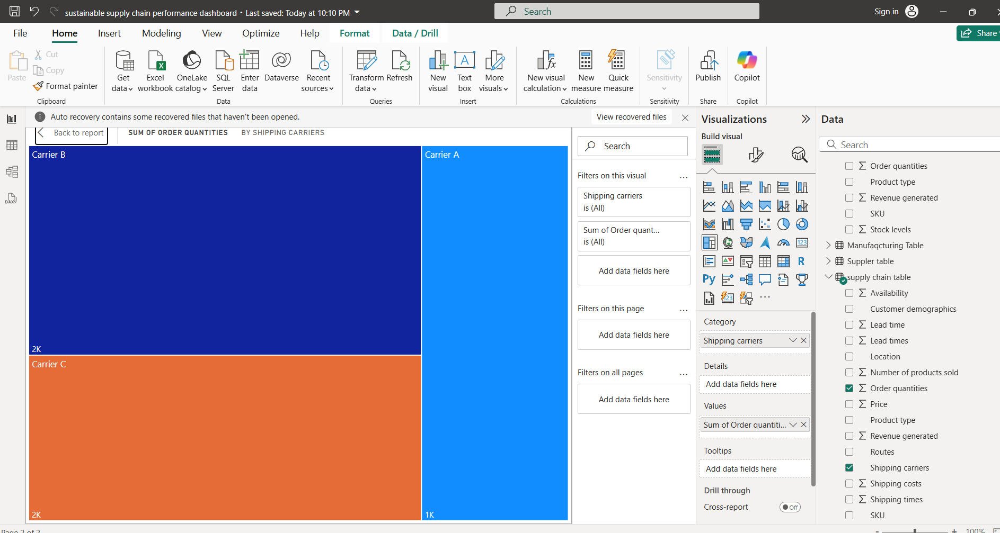 sustainable supply chain performance dashboard • Last saved: Today at 10:10 PM
Search
Sign in
File Home Insert Modeling View Optimize Help Format Data / Drill
Share
Paste
Cut
Copy
Format painter
Clipboard
Get data
Excel workbook
OneLake catalog
SQL Server
Enter data
Dataverse
Recent sources
Data
Transform data
Refresh
Queries
New visual
Text box
More visuals
Insert
New visual calculation
New measure
Quick measure
Calculations
Sensitivity
Sensitivity
Publish
Share
Copilot
Copilot
Auto recovery contains some recovered files that haven't been opened.
View recovered files
Back to report
SUM OF ORDER QUANTITIES BY SHIPPING CARRIERS
Carrier B
2K
Carrier C
2K
Carrier A
1K
Search
Filters on this visual ...
Shipping carriers
is (All)
Sum of Order quant...
is (All)
Add data fields here
Filters on this page ...
Add data fields here
Filters on all pages ...
Add data fields here
Visualizations
Build visual
123
R
Py
123
...
Category
Shipping carriers
Details
Add data fields here
Values
Sum of Order quantiti...
Tooltips
Add data fields here
Drill through
Cross-report
Off
Data
Search
Σ Order quantities
Product type
Σ Revenue generated
SKU
Σ Stock levels
Manufaqcturing Table
Suppler table
supply chain table
Σ Availability
Customer demographics
Σ Lead time
Σ Lead times
Location
Σ Number of products sold
Σ Order quantities
Σ Price
Product type
Σ Revenue generated
Routes
Shipping carriers
Σ Shipping costs
Σ Shipping times
SKU
DAX
Page 2 of 2
- + 100%